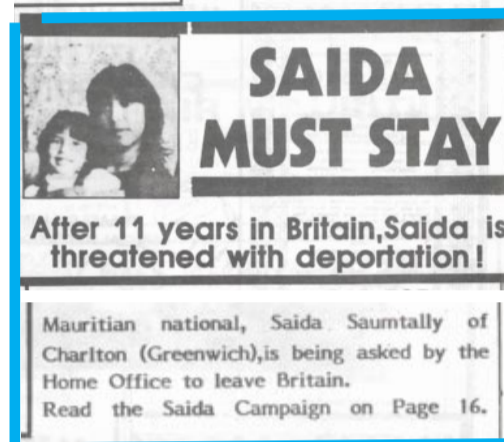 SAIDA
MUST STAY
After 11 years in Britain,Saida is
threatened with deportation !
Mauritian national, Saida Saumtally of
Charlton (Greenwich),is being asked by the
Home Office to leave Britain.
Read the Saida Campaign on Page 16.